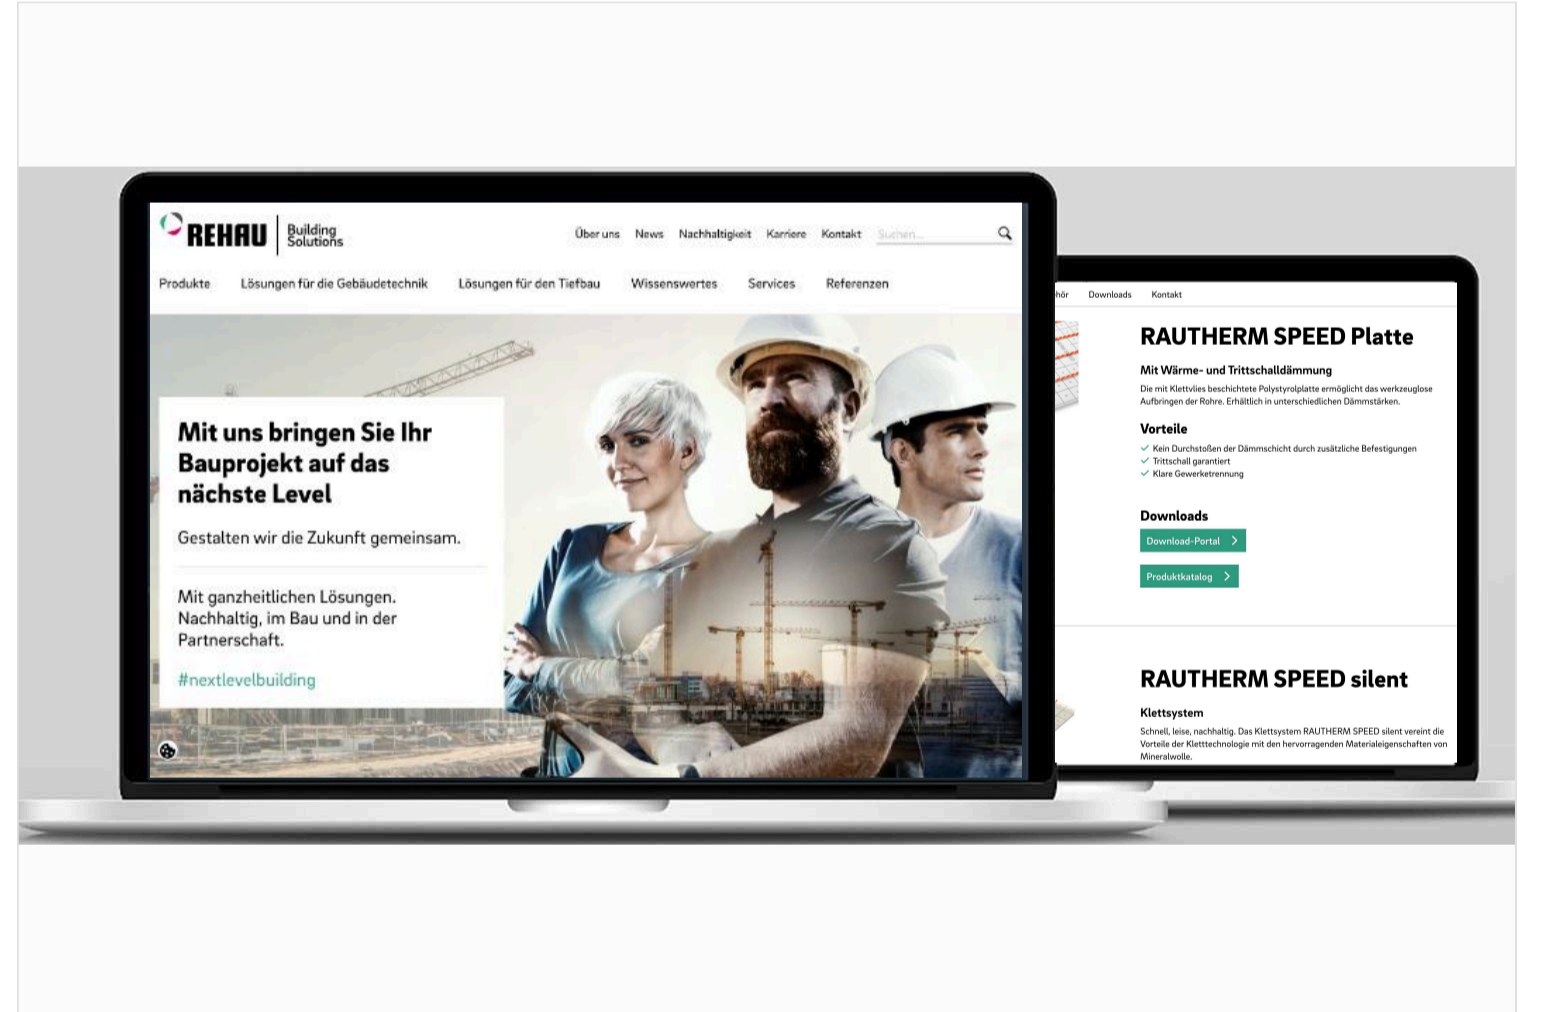 REHAU
Building
Solutions
Über uns News Nachhaltigkeit Karriere Kontakt Suchen...
Produkte Lösungen für die Gebäudetechnik Lösungen für den Tiefbau Wissenswertes Services Referenzen
Mit uns bringen Sie Ihr
Bauprojekt auf das
nächste Level
Gestalten wir die Zukunft gemeinsam.
Mit ganzheitlichen Lösungen.
Nachhaltig, im Bau und in der
Partnerschaft.
#nextlevelbuilding
hör Downloads Kontakt
RAUTHERM SPEED Platte
Mit Wärme- und Trittschalldämmung
Die mit Klettvlies beschichtete Polystyrolplatte ermöglicht das werkzeuglose
Aufbringen der Rohre. Erhältlich in unterschiedlichen Dämmstärken.
Vorteile
Kein Durchstoßen der Dämmschicht durch zusätzliche Befestigungen
Trittschall garantiert
Klare Gewerketrennung
Downloads
Download-Portal
Produktkatalog
RAUTHERM SPEED silent
Klettsystem
Schnell, leise, nachhaltig. Das Klettsystem RAUTHERM SPEED silent vereint die
Vorteile der Kletttechnologie mit den hervorragenden Materialeigenschaften von
Mineralwolle.